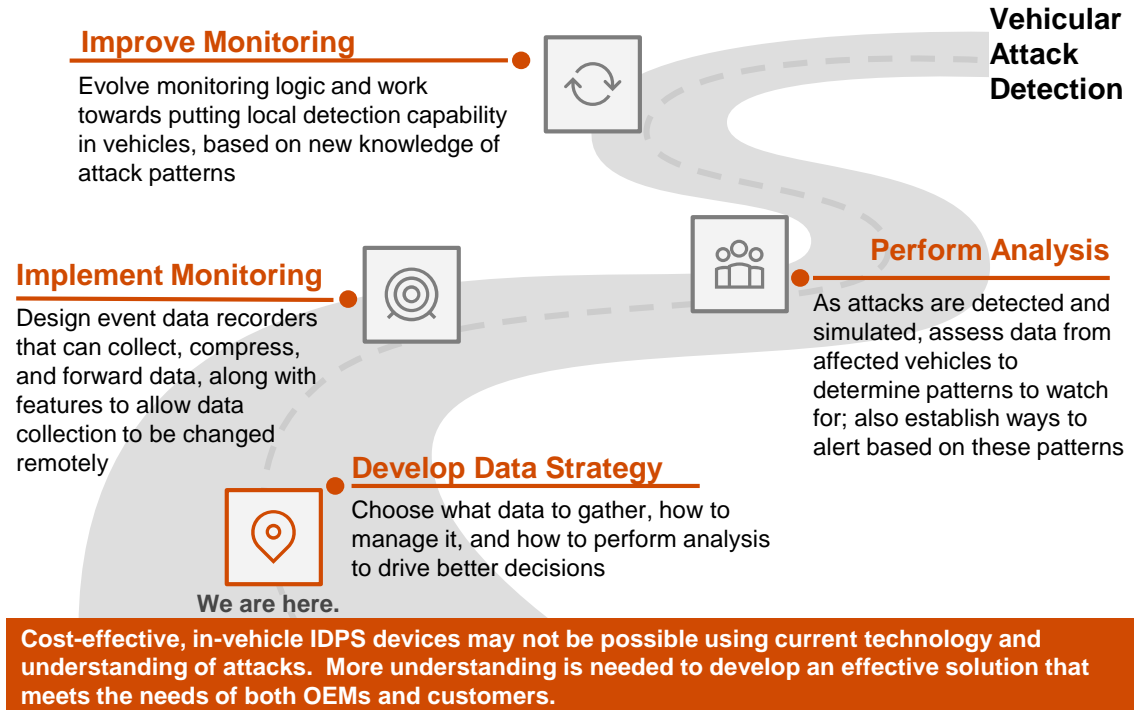 Vehicular
Attack
Detection
Improve Monitoring
Evolve monitoring logic and work
towards putting local detection capability
in vehicles, based on new knowledge of
attack patterns
Perform Analysis
As attacks are detected and
simulated, assess data from
affected vehicles to
determine patterns to watch
for; also establish ways to
alert based on these patterns
Implement Monitoring
Design event data recorders
that can collect, compress,
and forward data, along with
features to allow data
collection to be changed
remotely
Develop Data Strategy
Choose what data to gather, how to
manage it, and how to perform analysis
to drive better decisions
We are here.
Cost-effective, in-vehicle IDPS devices may not be possible using current technology and
understanding of attacks.  More understanding is needed to develop an effective solution that
meets the needs of both OEMs and customers.